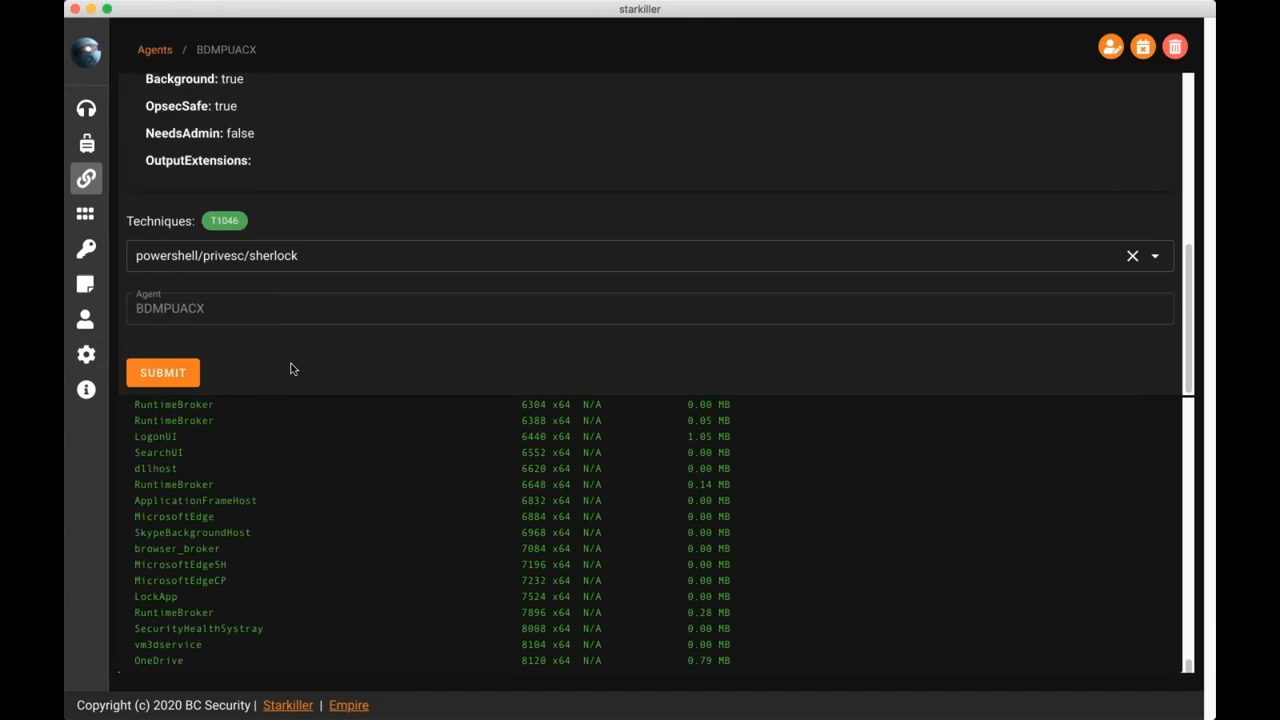 starkiller
Agents / BDMPUACX
Background: true
OpsecSafe: true
NeedsAdmin: false
OutputExtensions:
Techniques: T1046
powershell/privesc/sherlock
Agent
BDMPUACX
SUBMIT
RuntimeBroker 6304 x64 N/A 0.00 MB
RuntimeBroker 6388 x64 N/A 0.05 MB
LogonUI 6440 x64 N/A 1.05 MB
SearchUI 6552 x64 N/A 0.00 MB
dllhost 6620 x64 N/A 0.00 MB
RuntimeBroker 6648 x64 N/A 0.14 MB
ApplicationFrameHost 6832 x64 N/A 0.00 MB
MicrosoftEdge 6884 x64 N/A 0.00 MB
SkypeBackgroundHost 6968 x64 N/A 0.00 MB
browser_broker 7084 x64 N/A 0.00 MB
MicrosoftEdgeSH 7196 x64 N/A 0.00 MB
MicrosoftEdgeCP 7232 x64 N/A 0.00 MB
LockApp 7524 x64 N/A 0.00 MB
RuntimeBroker 7896 x64 N/A 0.28 MB
SecurityHealthSystray 8008 x64 N/A 0.00 MB
vm3dservice 8104 x64 N/A 0.00 MB
OneDrive 8120 x64 N/A 0.79 MB
Copyright (c) 2020 BC Security | Starkiller | Empire